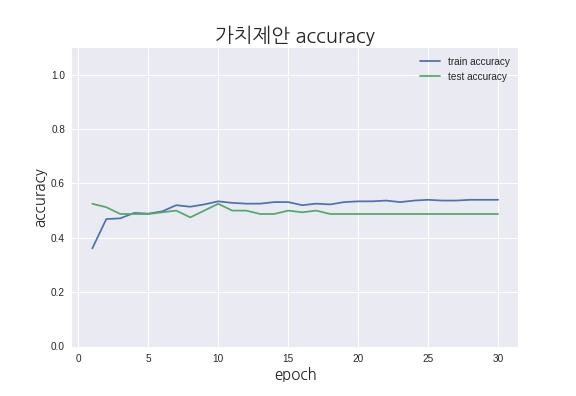 가치제안 accuracy
train accuracy
test accuracy
1.0
0.8
0.6
0.4
0.2
0.0
accuracy
0 5 10 15 20 25 30
epoch